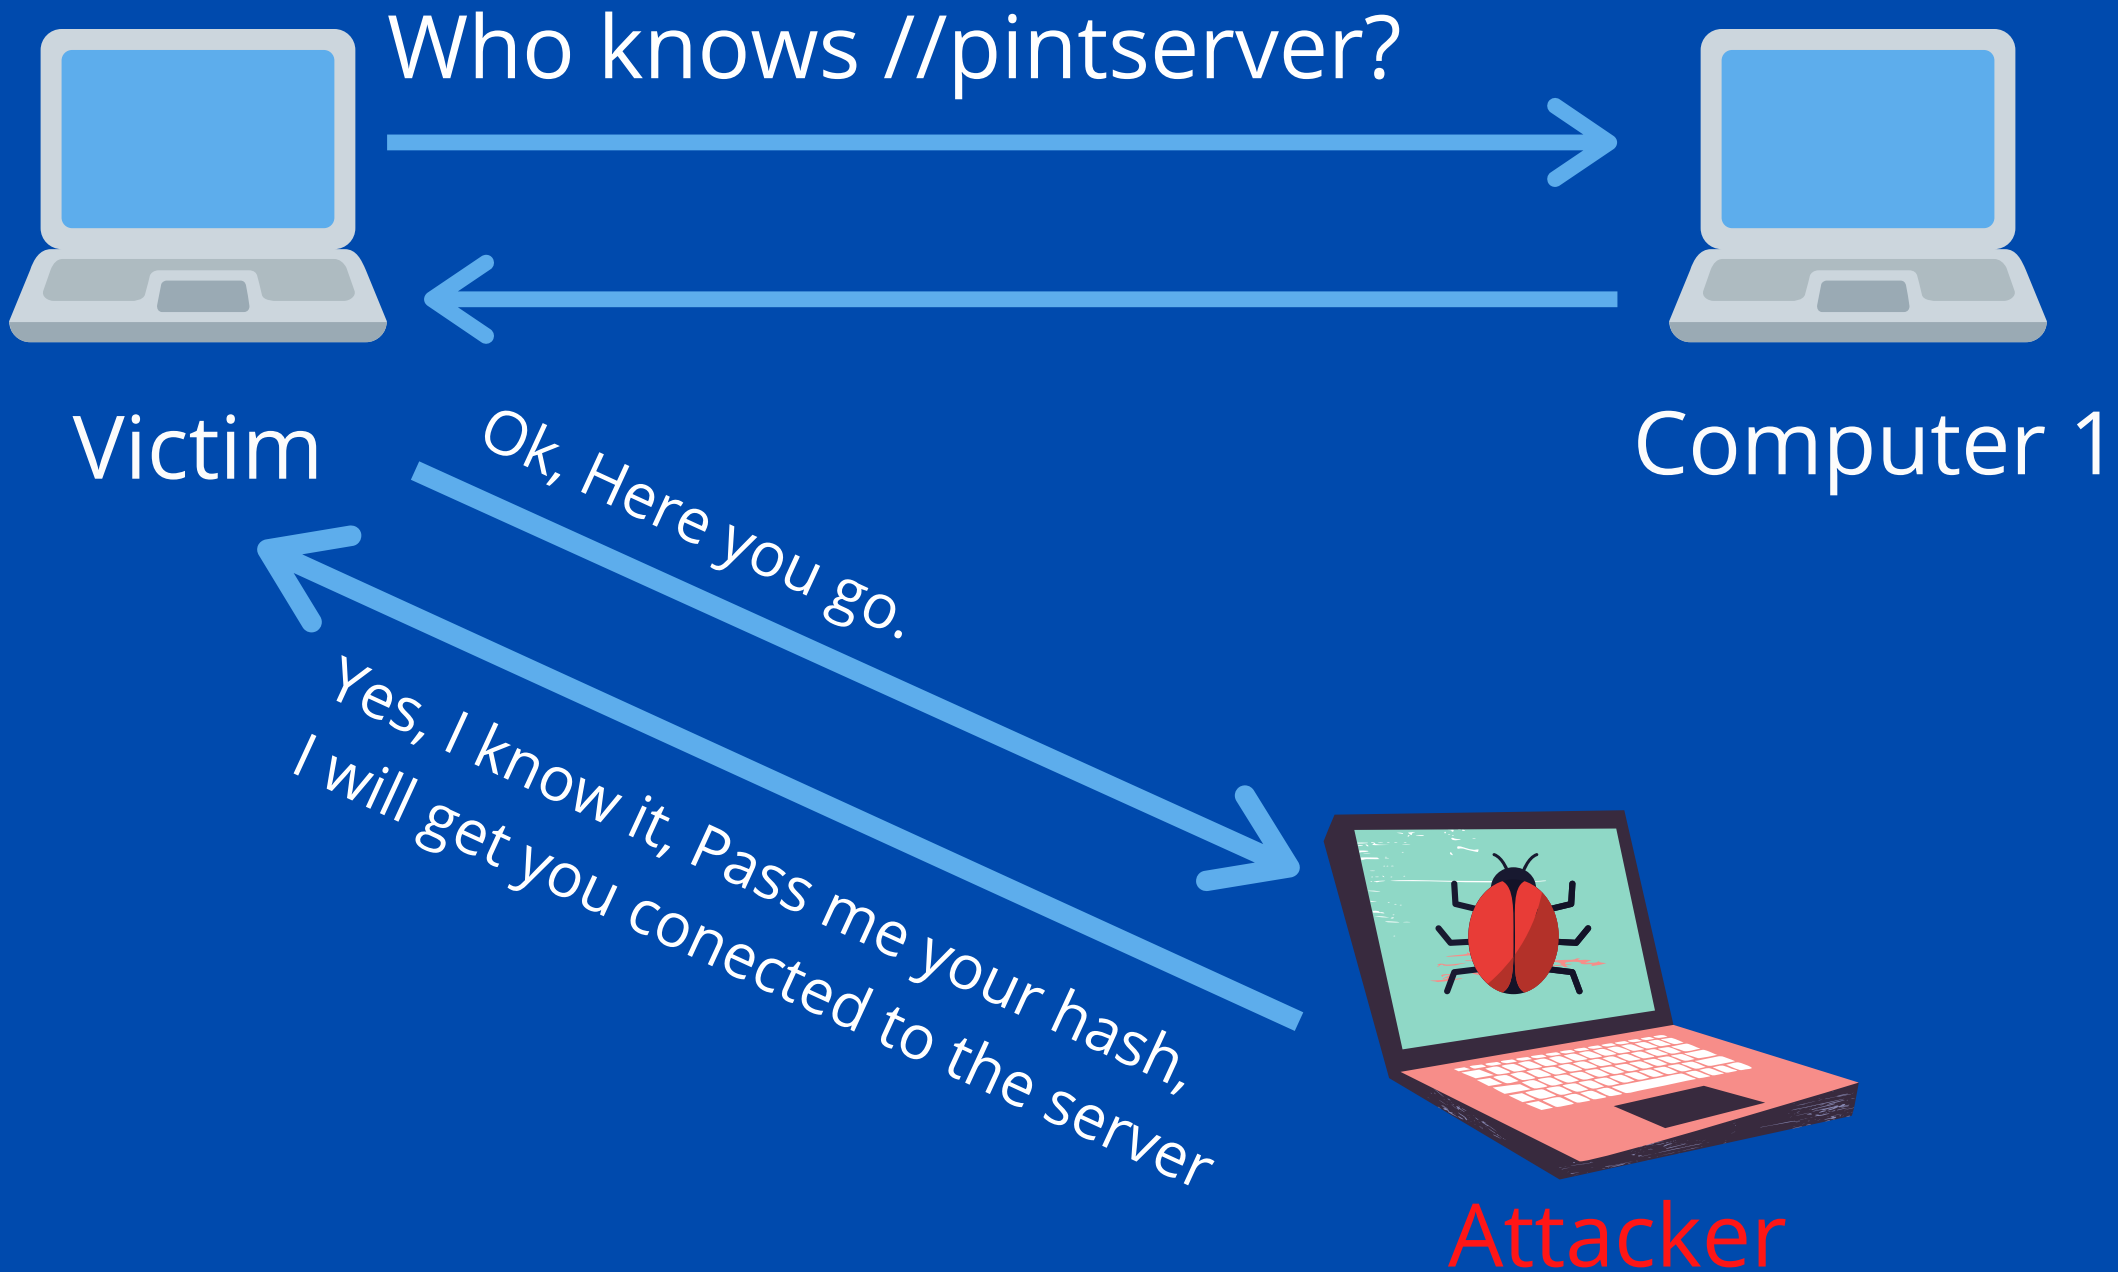 Who knows //pintserver?
Victim
Computer 1
Ok, Here you go.
Yes, I know it, Pass me your hash,
I will get you conected to the server
Attacker